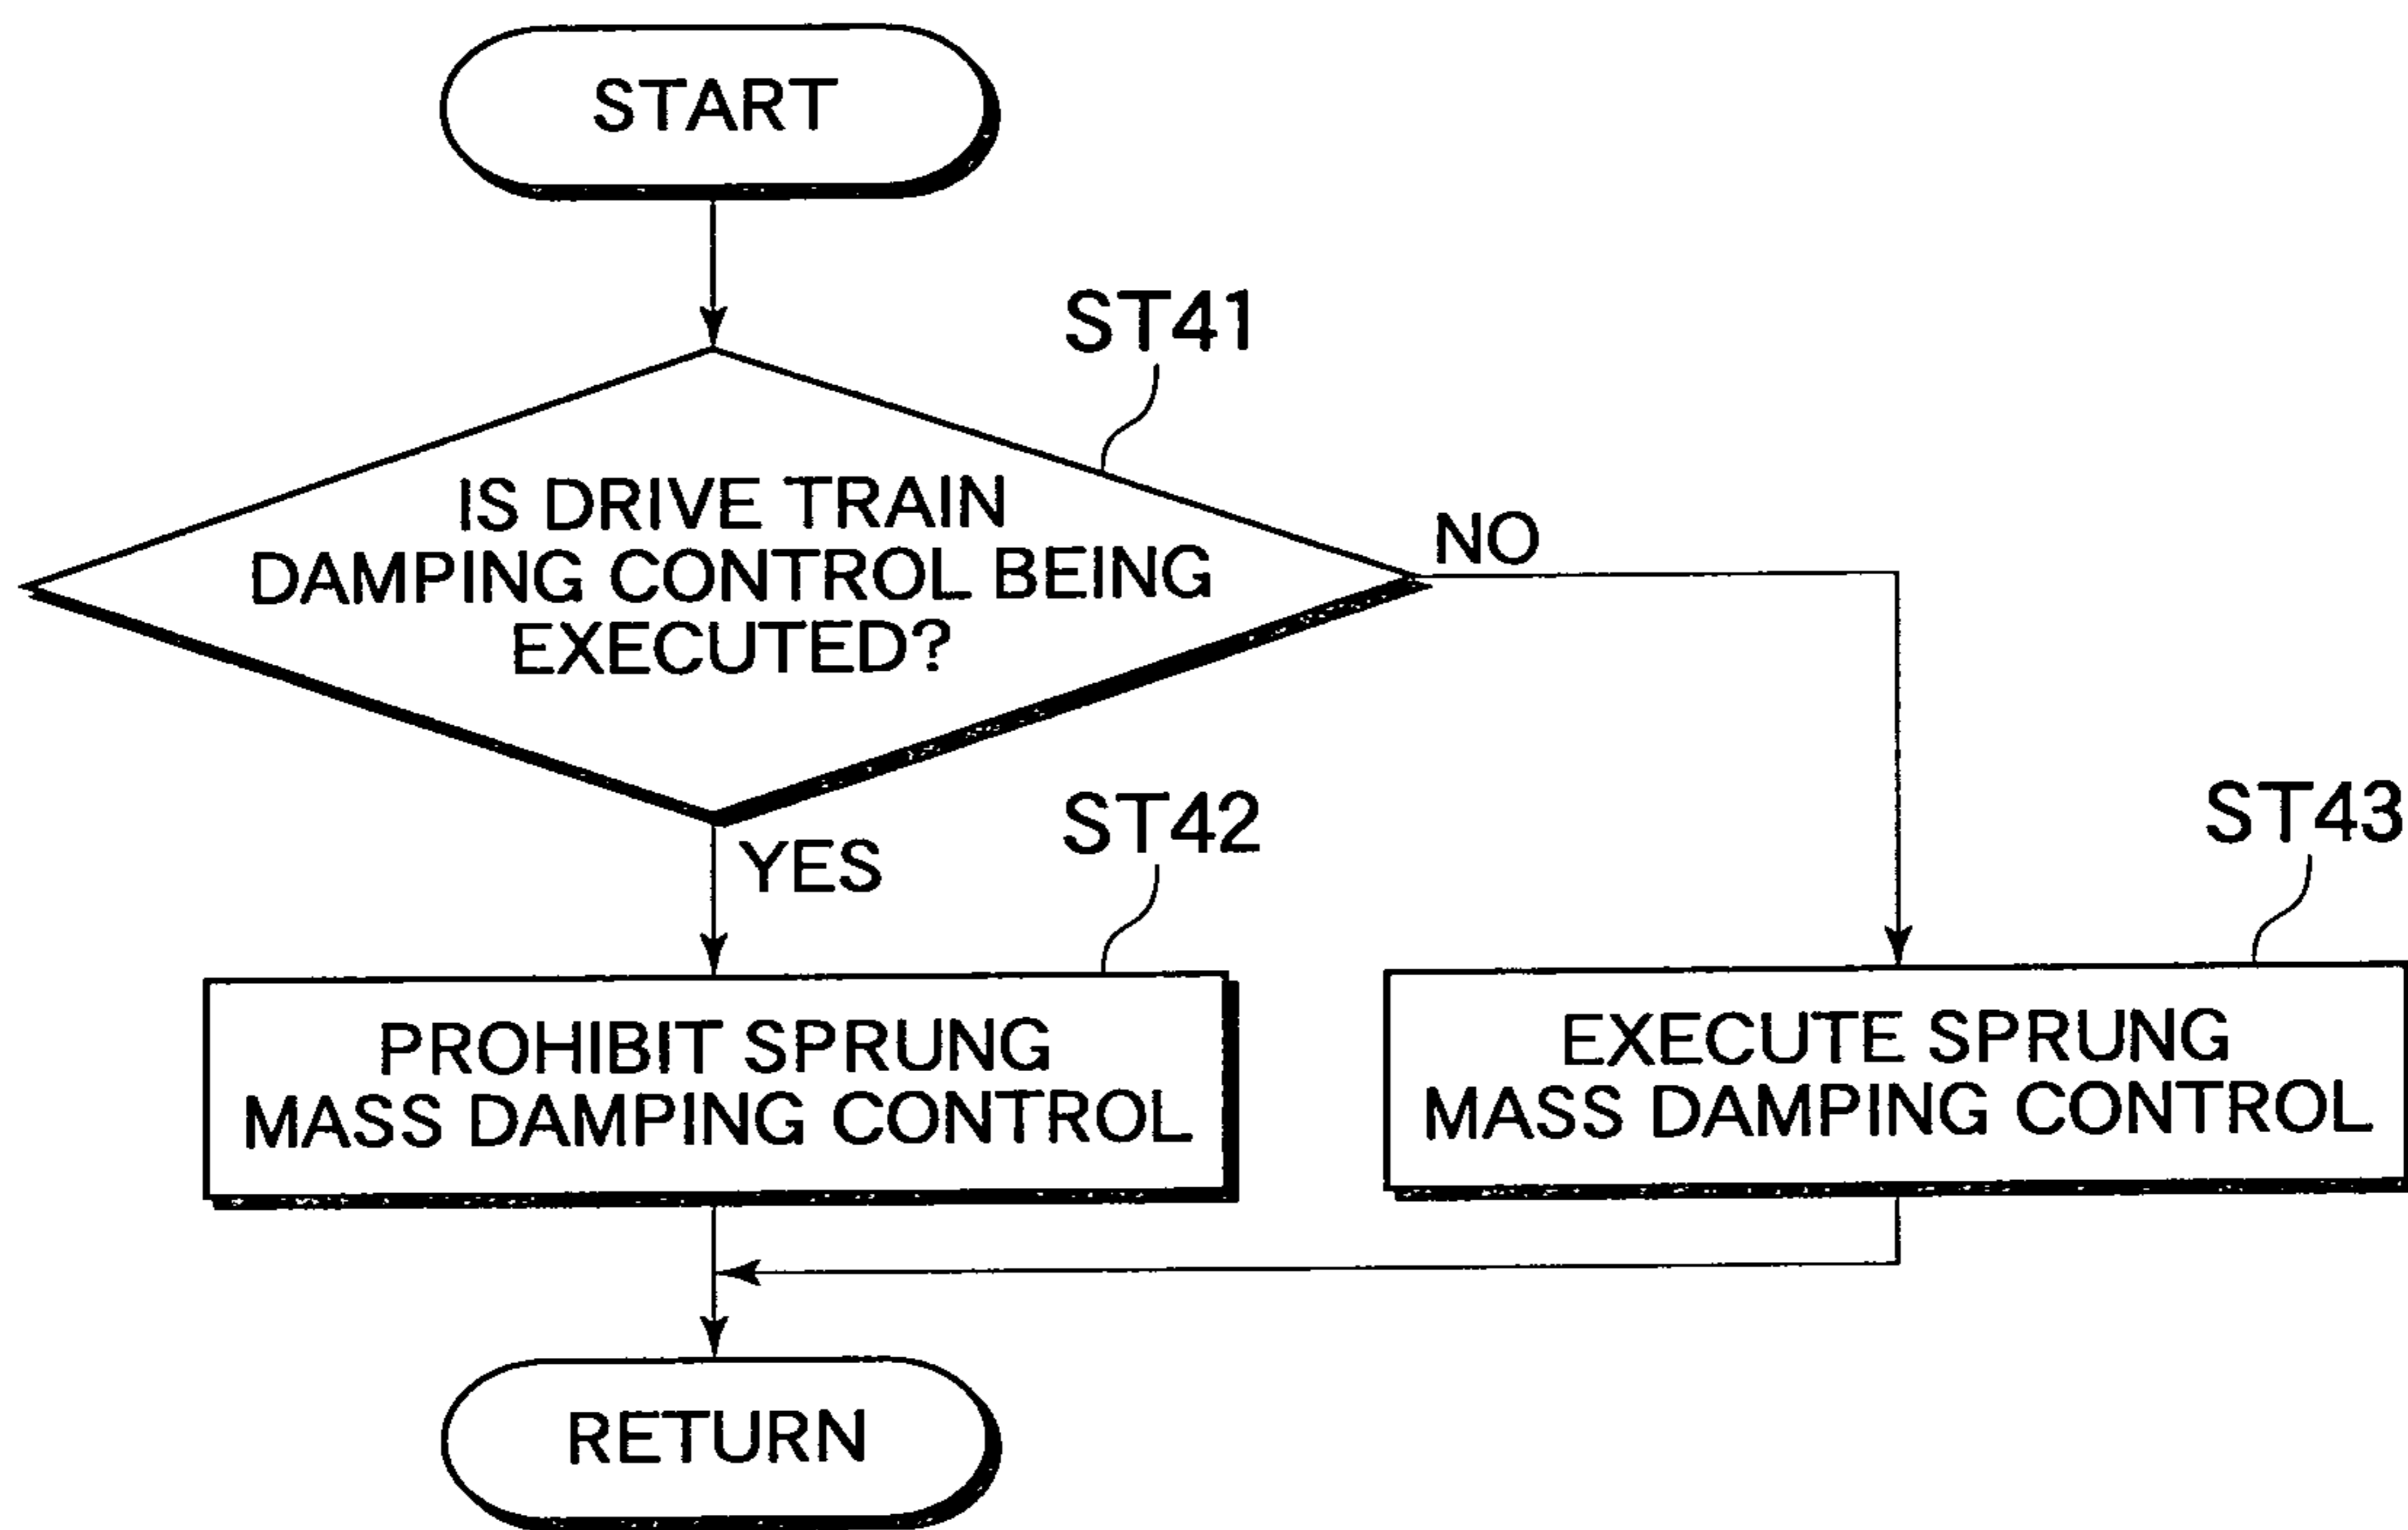 START
ST41
IS DRIVE TRAIN
DAMPING CONTROL BEING
EXECUTED?
NO
YES
ST42
ST43
PROHIBIT SPRUNG
MASS DAMPING CONTROL
EXECUTE SPRUNG
MASS DAMPING CONTROL
RETURN